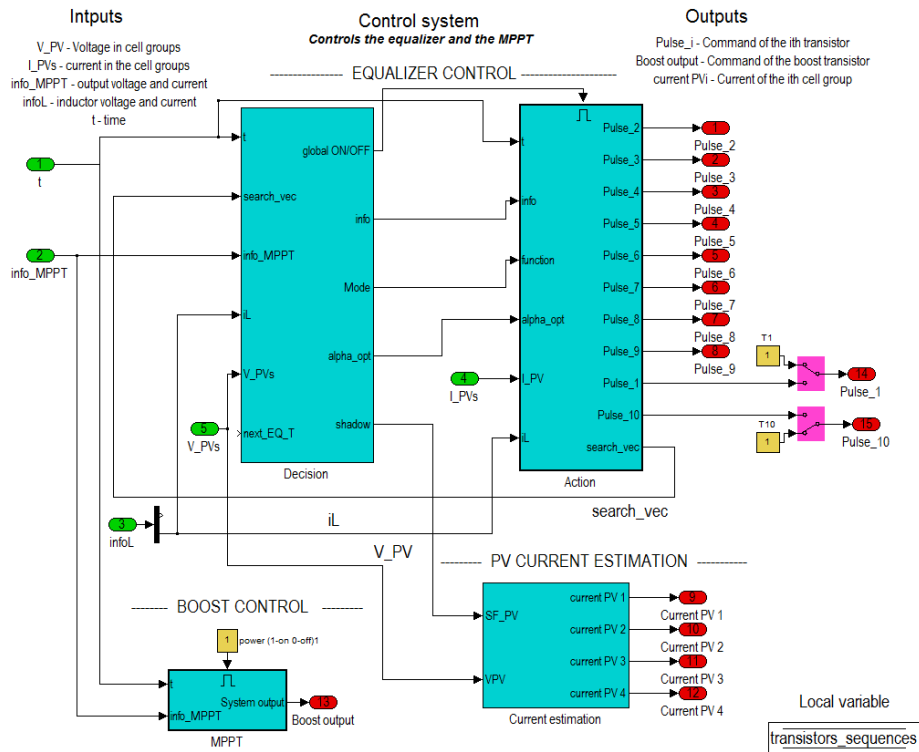 Intputs
Control system
Outputs
Controls the equalizer and the MPPT
V_PV - Voltage in cell groups
I_PVs - current in the cell groups
info_MPPT - output voltage and current
infoL - inductor voltage and current
t - time
Pulse_i - Command of the ith transistor
Boost output - Command of the boost transistor
current PVi - Current of the ith cell group
---------------- EQUALIZER CONTROL ----------------
1
t
2
info_MPPT
5
V_PVs
3
infoL
t
search_vec
info_MPPT
iL
V_PVs
next_EQ_T
global ON/OFF
info
Mode
alpha_opt
shadow
Decision
4
I_PVs
t
info
function
alpha_opt
I_PV
iL
Pulse_2
Pulse_3
Pulse_4
Pulse_5
Pulse_6
Pulse_7
Pulse_8
Pulse_9
Pulse_1
Pulse_10
search_vec
Action
1
Pulse_2
2
Pulse_3
3
Pulse_4
4
Pulse_5
5
Pulse_6
6
Pulse_7
7
Pulse_8
8
Pulse_9
T1
1
14
Pulse_1
T10
1
15
Pulse_10
search_vec
iL
V_PV
---------- PV CURRENT ESTIMATION -----------
SF_PV
VPV
current PV 1
current PV 2
current PV 3
current PV 4
Current estimation
9
Current PV 1
10
Current PV 2
11
Current PV 3
12
Current PV 4
-------- BOOST CONTROL --------
1
power (1-on 0-off)1
t
info_MPPT
System output
MPPT
13
Boost output
Local variable
transistors_sequences